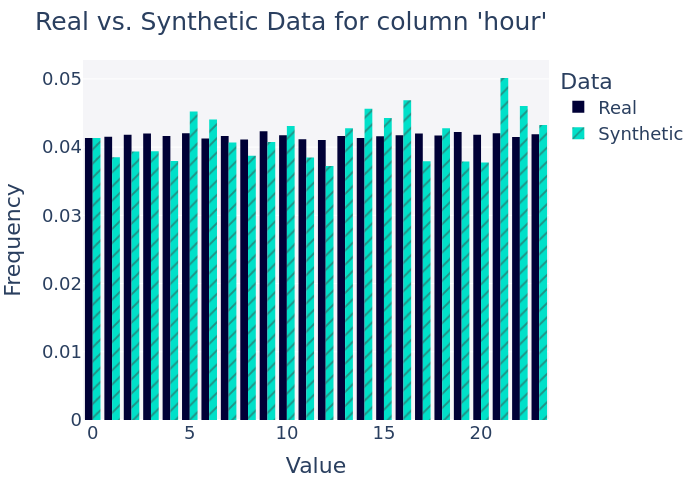 Real vs. Synthetic Data for column 'hour'
Data
Real
Synthetic
Frequency
0.05
0.04
0.03
0.02
0.01
0
0 5 10 15 20
Value